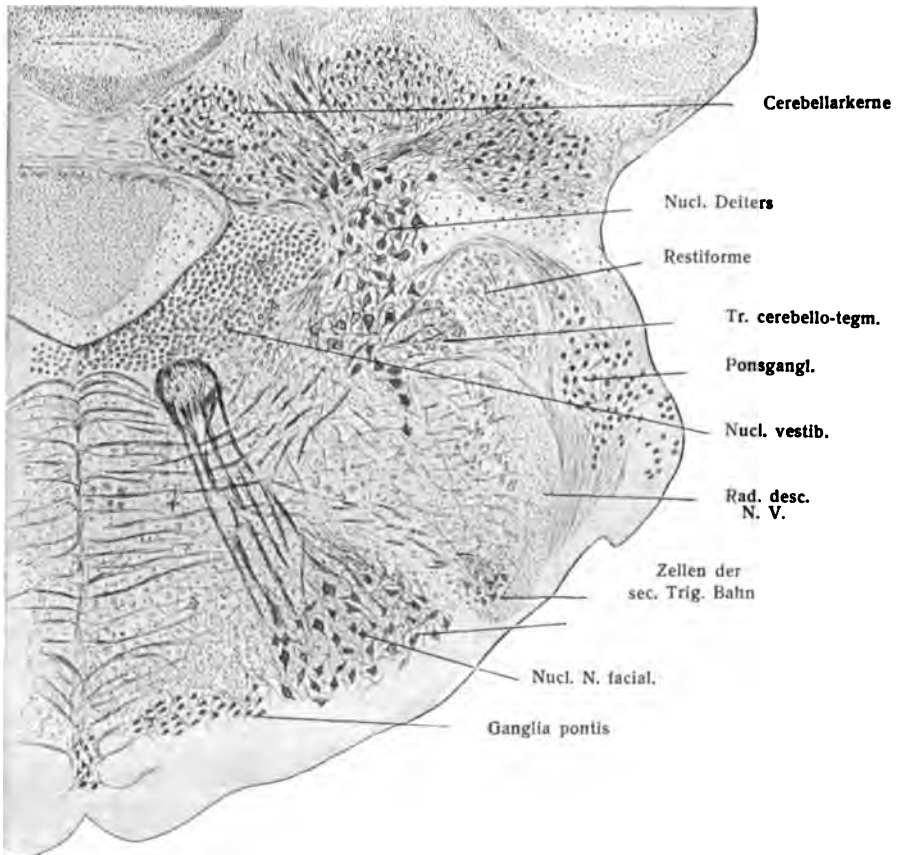 Cerebellarkerne
Nucl. Deiters
Restiforme
Tr. cerebello-tegm.
Ponsgangl.
Nucl. vestib.
Rad. desc.
N. V.
Zellen der
sec. Trig. Bahn
Nucl. N. facial.
Ganglia pontis